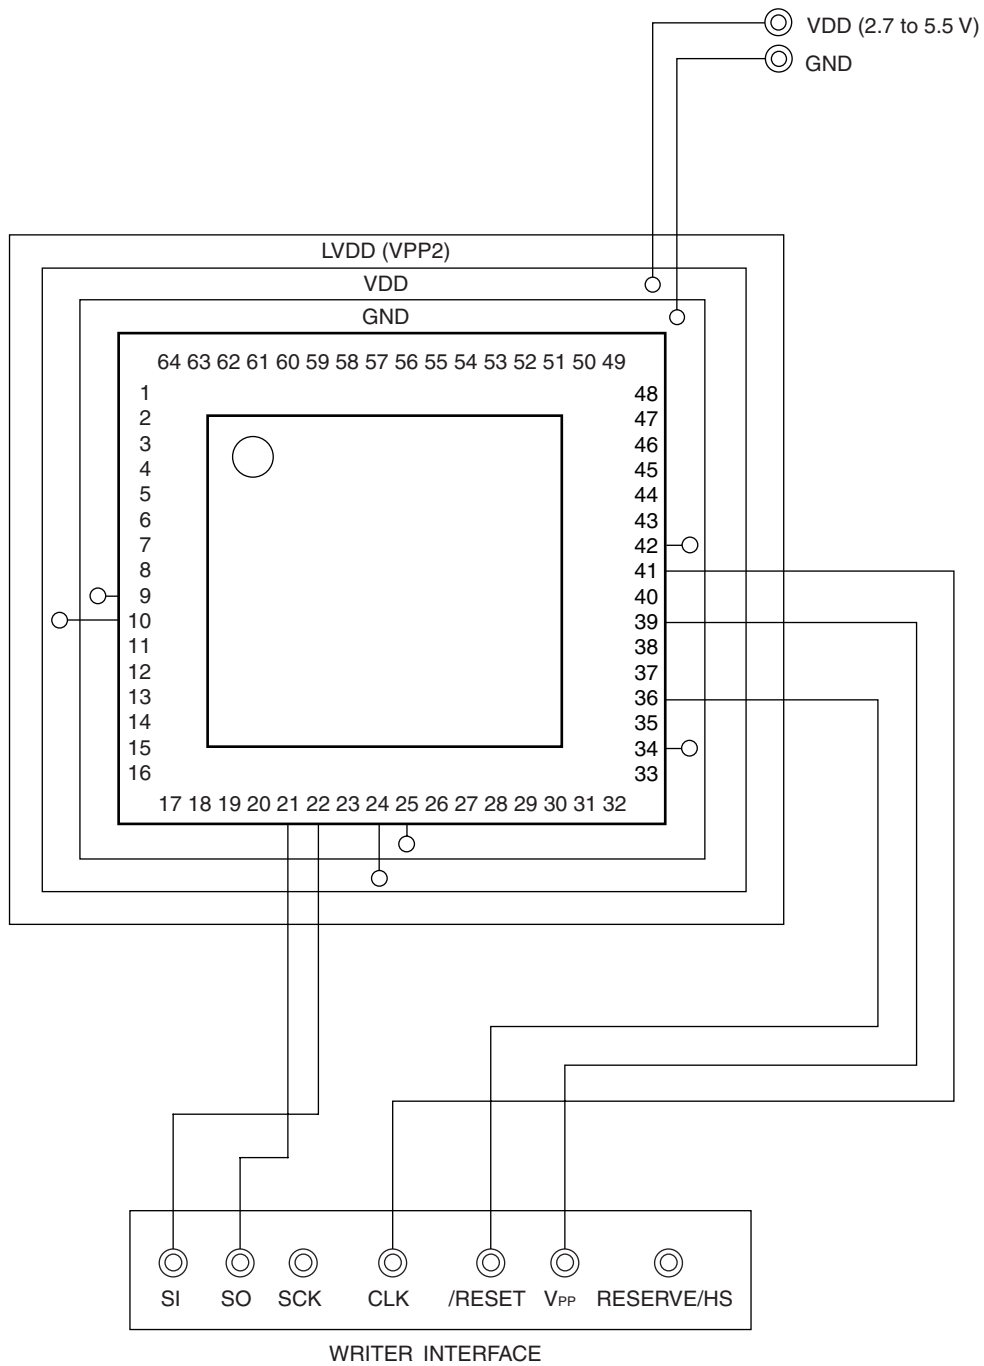 VDD (2.7 to 5.5 V)
GND
LVDD (VPP2)
VDD
GND
64 63 62 61 60 59 58 57 56 55 54 53 52 51 50 49
1 48
2 47
3 46
4 45
5 44
6 43
7 42
8 41
9 40
10 39
11 38
12 37
13 36
14 35
15 34
16 33
17 18 19 20 21 22 23 24 25 26 27 28 29 30 31 32
SI SO SCK CLK /RESET VPP RESERVE/HS
WRITER INTERFACE